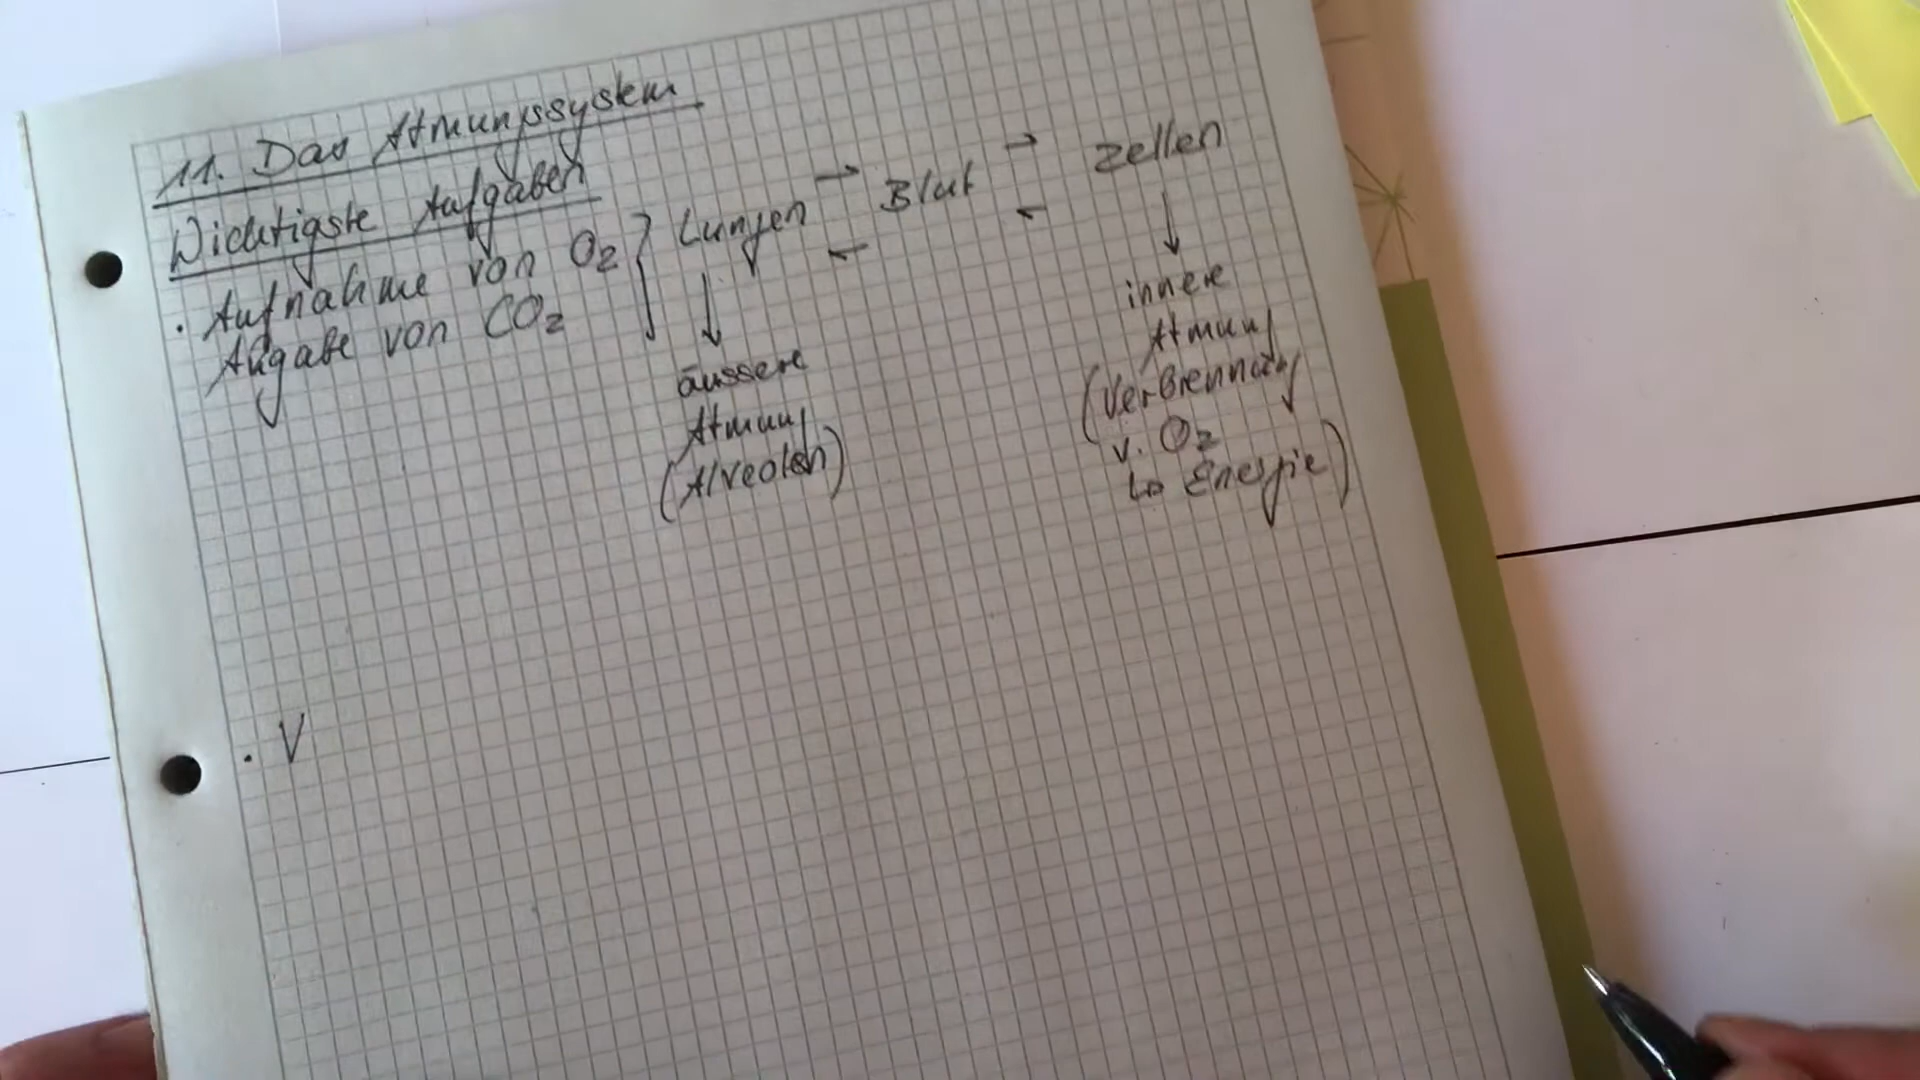 11. Das Atmungssystem
Wichtigste Aufgaben
· Aufnahme von O₂ } Lungen → ← Blut → ← Zellen
Abgabe von CO₂
↓
äussere
Atmung
(Alveolen)
↓
innere
Atmung
(Verbrennung
v. O₂
↳ Energie)
· V